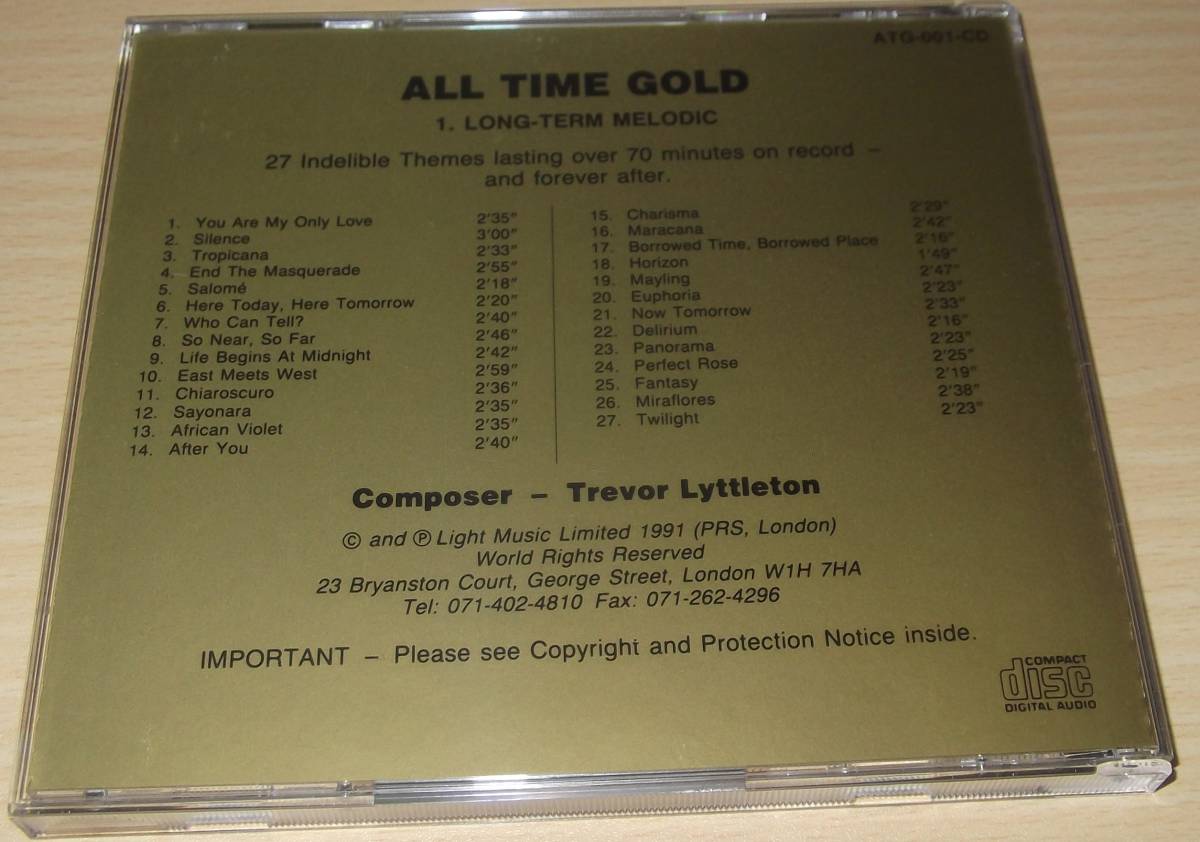 ATG-001-CD
ALL TIME GOLD
1. LONG-TERM MELODIC
27 Indelible Themes lasting over 70 minutes on record –
and forever after.
1. You Are My Only Love 2'35"
2. Silence 3'00"
3. Tropicana 2'33"
4. End The Masquerade 2'55"
5. Salomé 2'18"
6. Here Today, Here Tomorrow 2'20"
7. Who Can Tell? 2'40"
8. So Near, So Far 2'46"
9. Life Begins At Midnight 2'42"
10. East Meets West 2'59"
11. Chiaroscuro 2'36"
12. Sayonara 2'35"
13. African Violet 2'35"
14. After You 2'40"
15. Charisma 2'29"
16. Maracana 2'42"
17. Borrowed Time, Borrowed Place 2'16"
18. Horizon 1'49"
19. Mayling 2'47"
20. Euphoria 2'23"
21. Now Tomorrow 2'33"
22. Delirium 2'16"
23. Panorama 2'23"
24. Perfect Rose 2'25"
25. Fantasy 2'19"
26. Miraflores 2'38"
27. Twilight 2'23"
Composer – Trevor Lyttleton
© and ℗ Light Music Limited 1991 (PRS, London)
World Rights Reserved
23 Bryanston Court, George Street, London W1H 7HA
Tel: 071-402-4810 Fax: 071-262-4296
IMPORTANT – Please see Copyright and Protection Notice inside.
COMPACT
disc
DIGITAL AUDIO